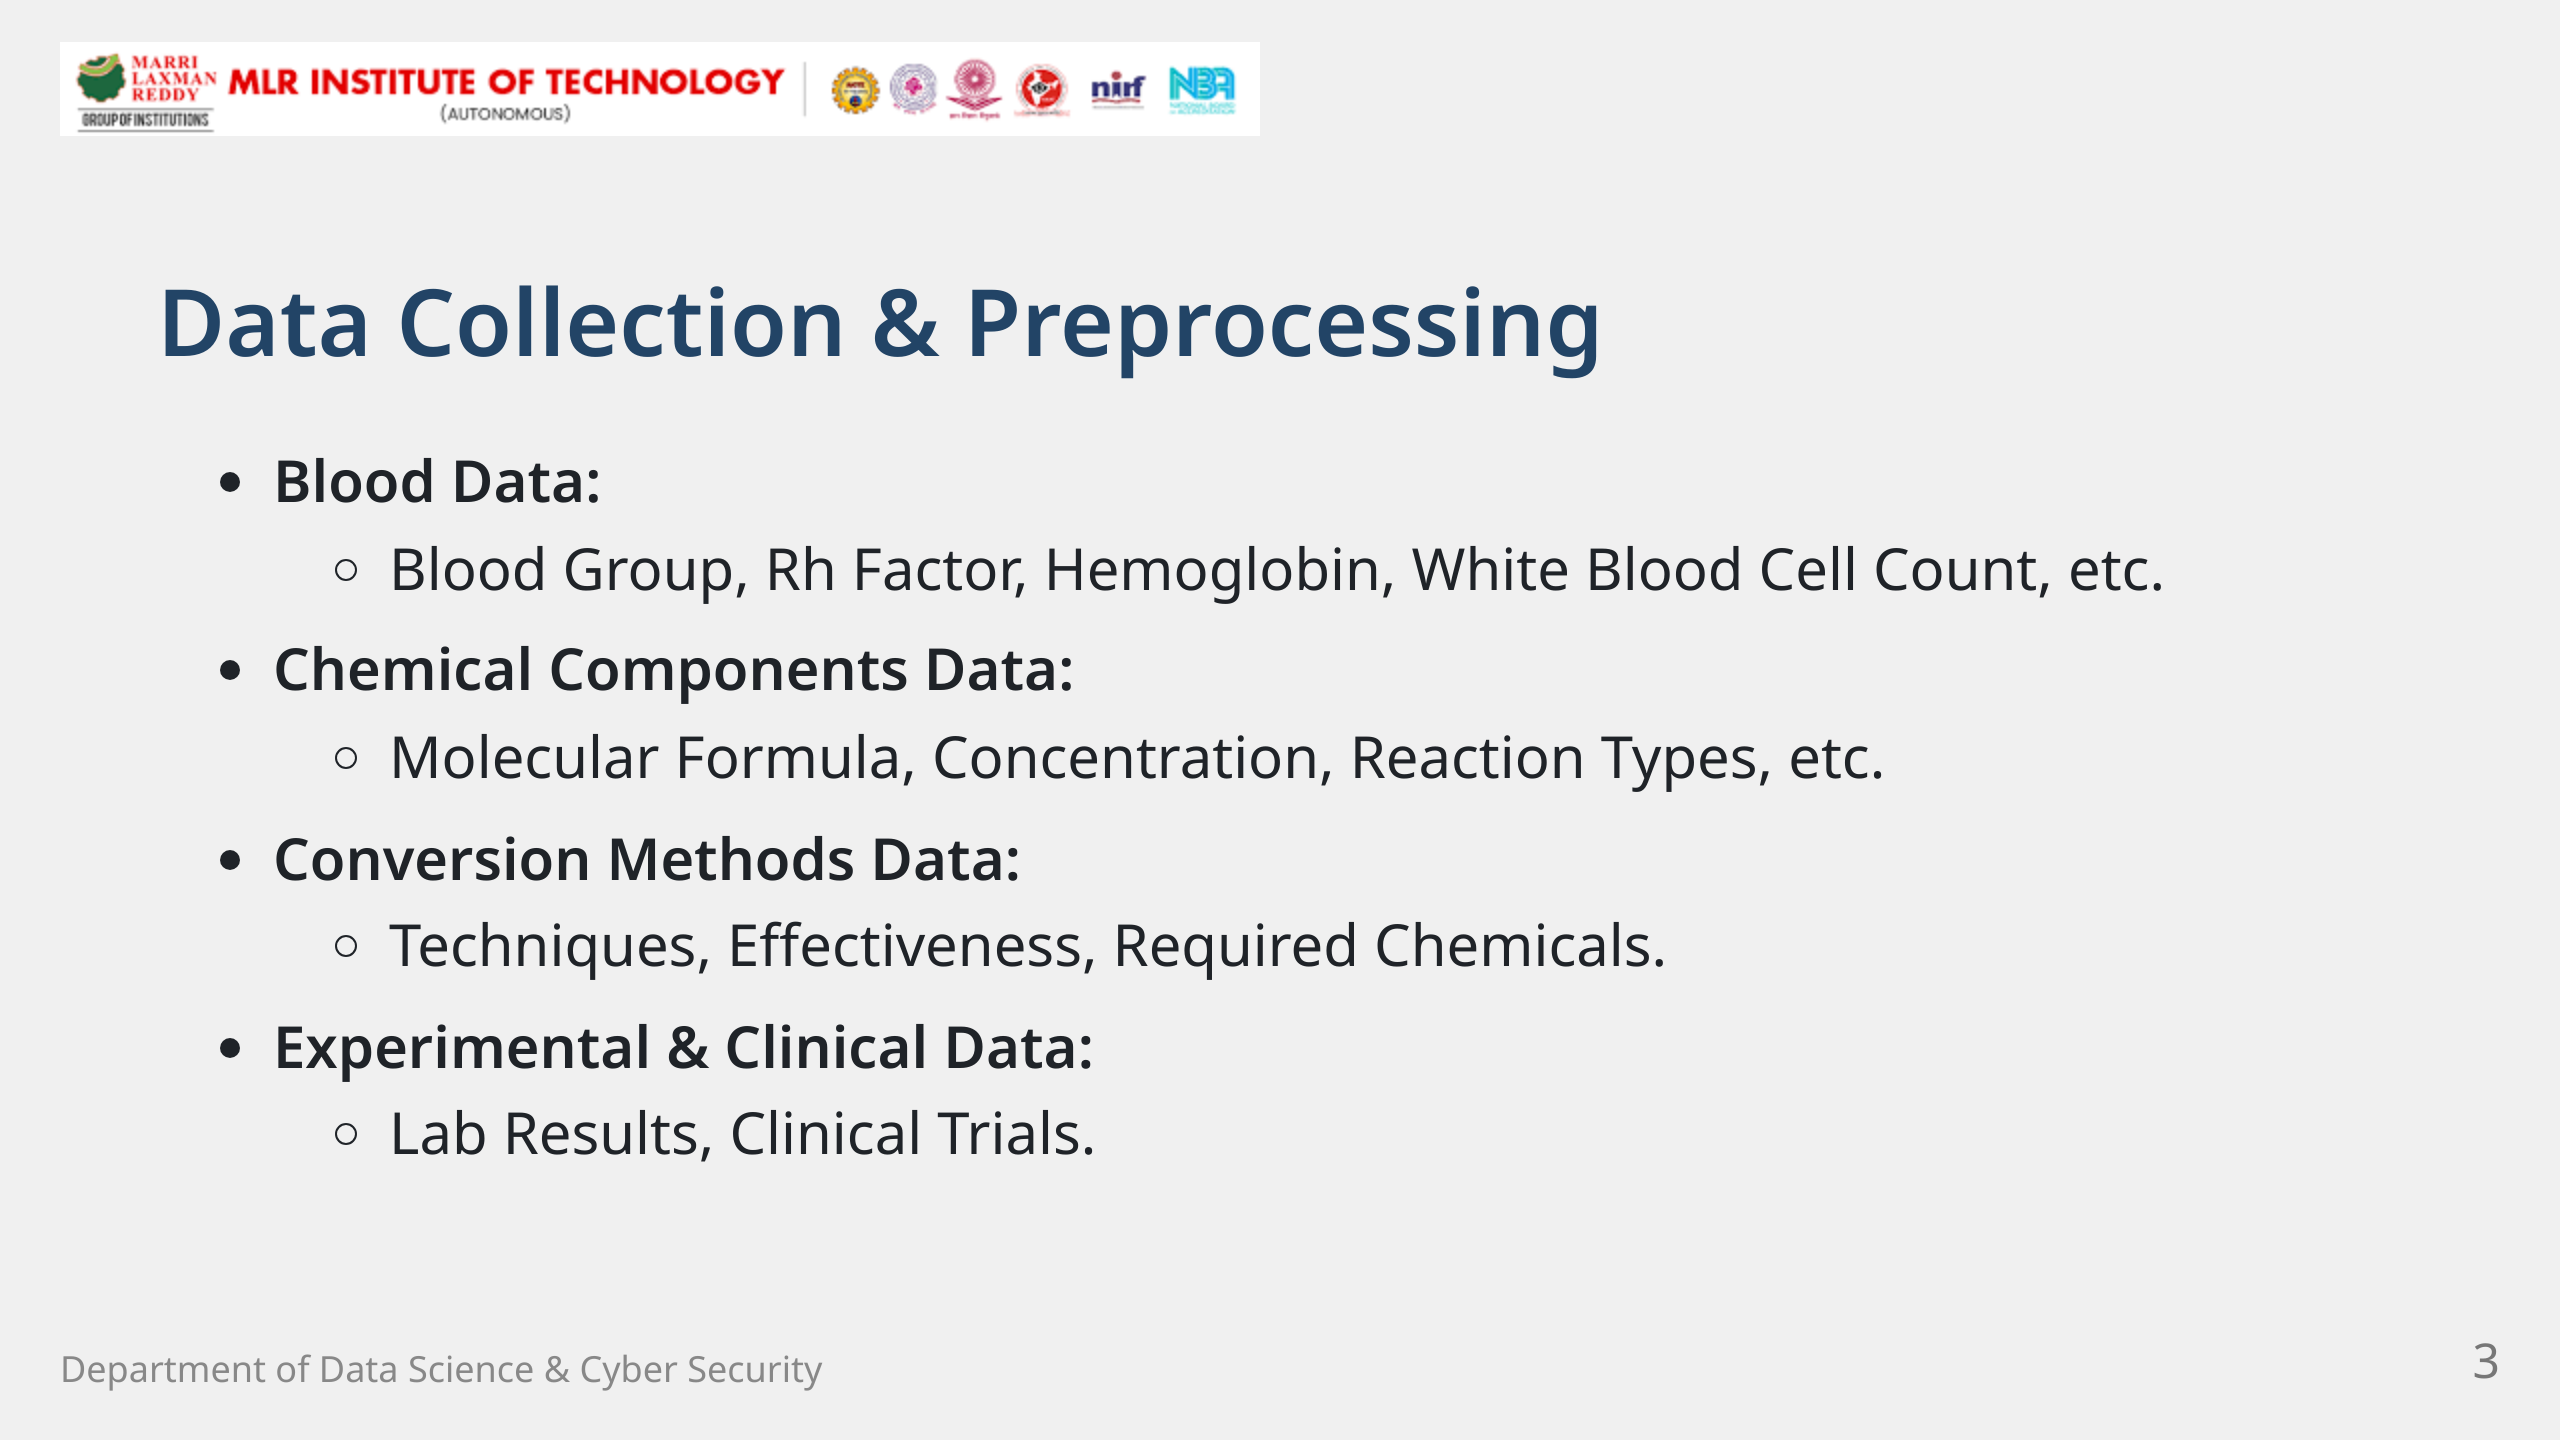 MARRI
LAXMAN
REDDY
GROUP OF INSTITUTIONS
MLR INSTITUTE OF TECHNOLOGY
(AUTONOMOUS)
nirf
NBA
NATIONAL BOARD
Data Collection & Preprocessing
• Blood Data:
○ Blood Group, Rh Factor, Hemoglobin, White Blood Cell Count, etc.
• Chemical Components Data:
○ Molecular Formula, Concentration, Reaction Types, etc.
• Conversion Methods Data:
○ Techniques, Effectiveness, Required Chemicals.
• Experimental & Clinical Data:
○ Lab Results, Clinical Trials.
Department of Data Science & Cyber Security
3